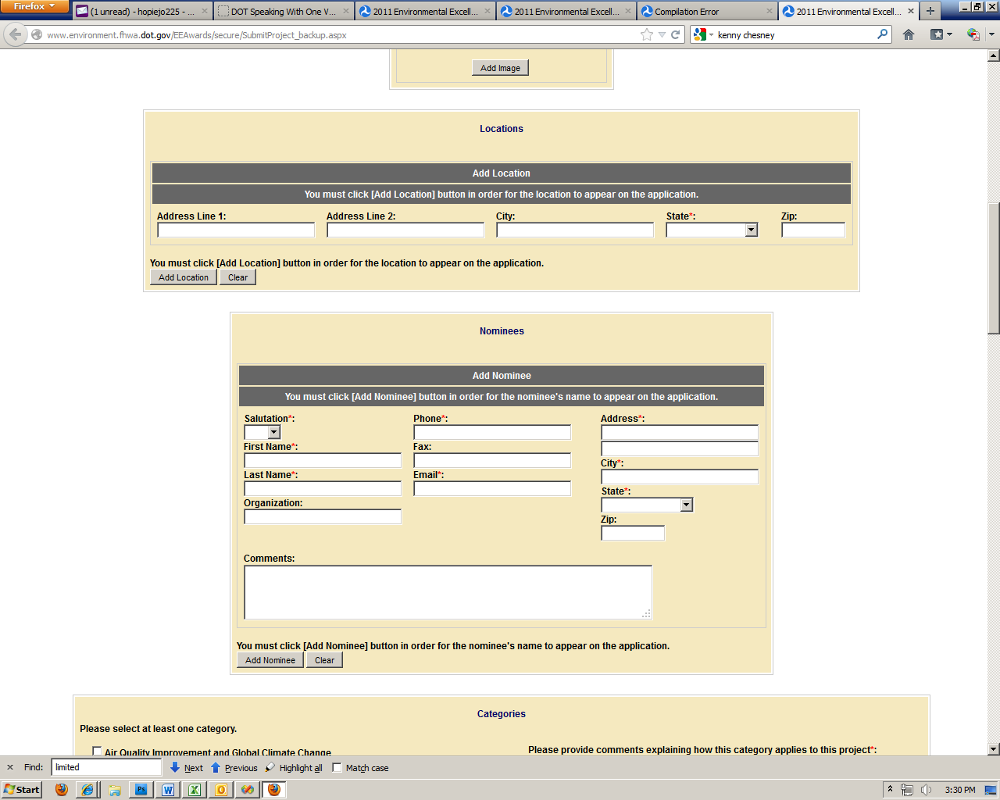 Firefox
(1 unread) - hopiejo225 - ...
DOT Speaking With One V...
2011 Environmental Excell...
2011 Environmental Excell...
Compilation Error
2011 Environmental Excell...
www.environment.fhwa.dot.gov/EEAwards/secure/SubmitProject_backup.aspx
kenny chesney
Add Image
Locations
Add Location
You must click [Add Location] button in order for the location to appear on the application.
Address Line 1: Address Line 2: City: State*: Zip:
You must click [Add Location] button in order for the location to appear on the application.
Add Location Clear
Nominees
Add Nominee
You must click [Add Nominee] button in order for the nominee's name to appear on the application.
Salutation*: Phone*: Address*:
First Name*: Fax:
City*:
Last Name*: Email*:
State*:
Organization:
Zip:
Comments:
You must click [Add Nominee] button in order for the nominee's name to appear on the application.
Add Nominee Clear
Categories
Please select at least one category.
Air Quality Improvement and Global Climate Change
Please provide comments explaining how this category applies to this project*:
Find: limited Next Previous Highlight all Match case
Start
3:30 PM